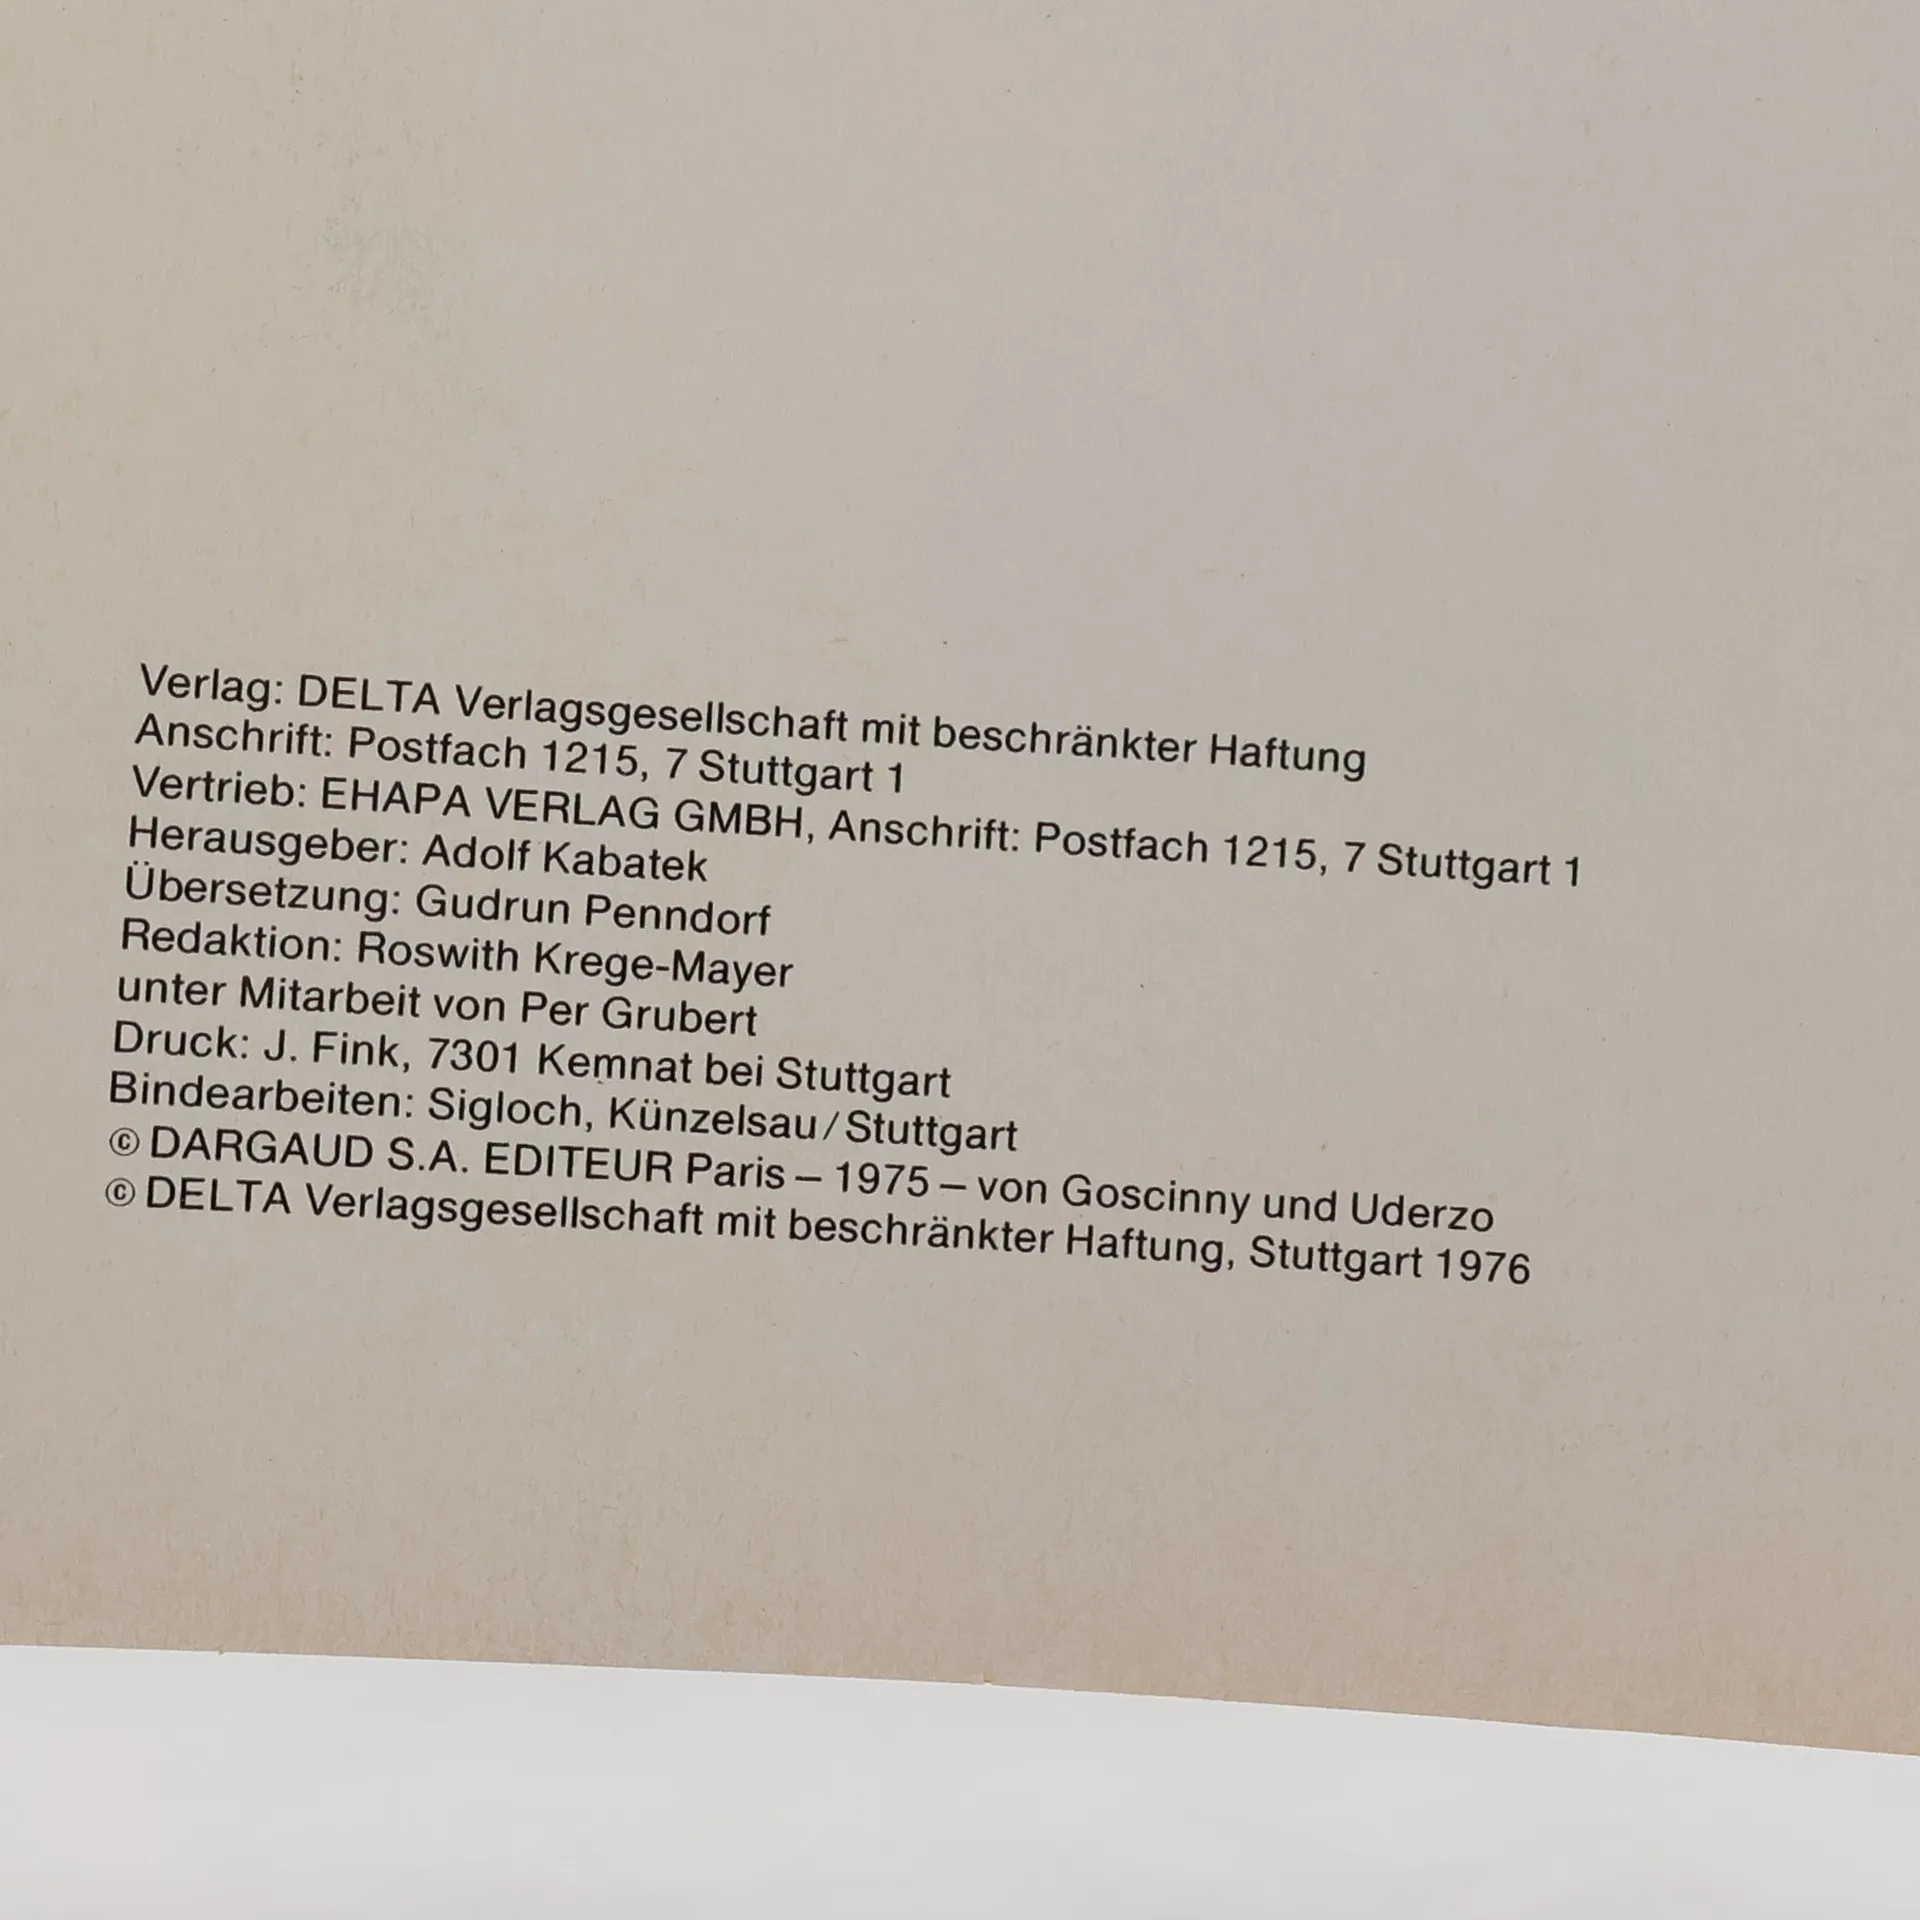 Verlag: DELTA Verlagsgesellschaft mit beschränkter Haftung
Anschrift: Postfach 1215, 7 Stuttgart 1
Vertrieb: EHAPA VERLAG GMBH, Anschrift: Postfach 1215, 7 Stuttgart 1
Herausgeber: Adolf Kabatek
Übersetzung: Gudrun Penndorf
Redaktion: Roswith Krege-Mayer
unter Mitarbeit von Per Grubert
Druck: J. Fink, 7301 Kemnat bei Stuttgart
Bindearbeiten: Sigloch, Künzelsau/Stuttgart
© DARGAUD S.A. EDITEUR Paris – 1975 – von Goscinny und Uderzo
© DELTA Verlagsgesellschaft mit beschränkter Haftung, Stuttgart 1976